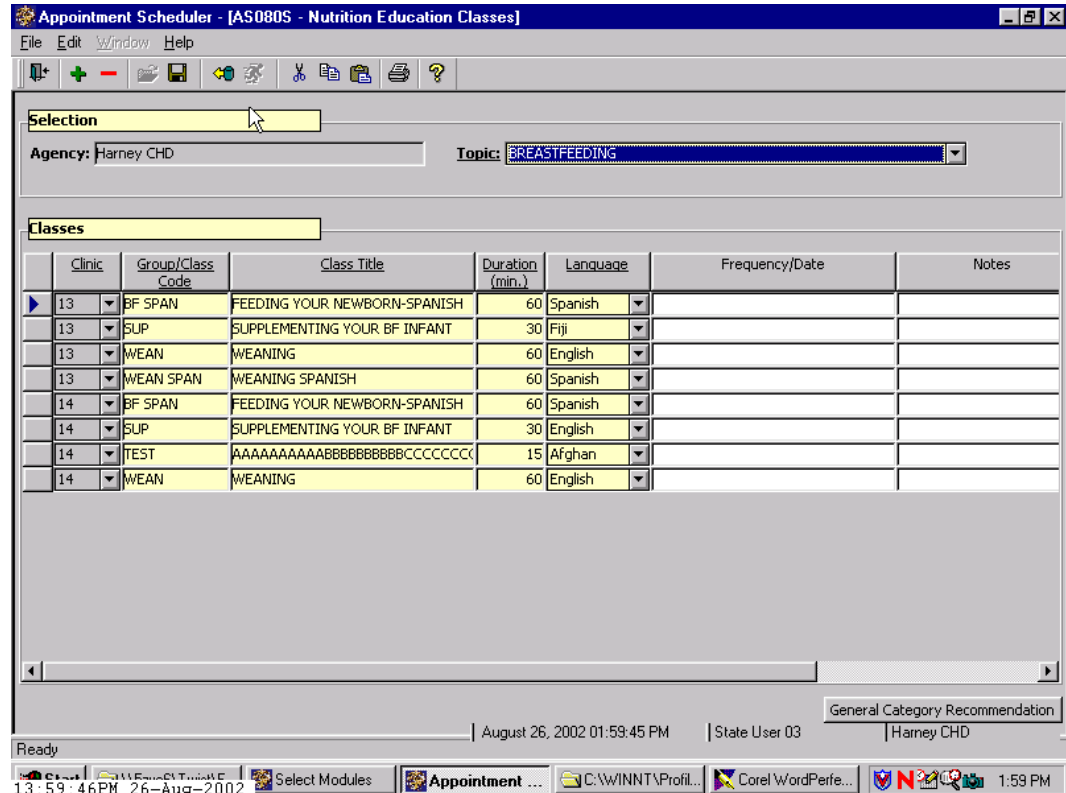 Appointment Scheduler - [AS080S - Nutrition Education Classes]
File Edit Window Help
Selection
Agency: Harney CHD Topic: BREASTFEEDING
Classes
Clinic Group/Class Code Class Title Duration (min.) Language Frequency/Date Notes
13 BF SPAN FEEDING YOUR NEWBORN-SPANISH 60 Spanish
13 SUP SUPPLEMENTING YOUR BF INFANT 30 Fiji
13 WEAN WEANING 60 English
13 WEAN SPAN WEANING SPANISH 60 Spanish
14 BF SPAN FEEDING YOUR NEWBORN-SPANISH 60 Spanish
14 SUP SUPPLEMENTING YOUR BF INFANT 30 English
14 TEST AAAAAAAAAABBBBBBBBBBCCCCCCCC 15 Afghan
14 WEAN WEANING 60 English
General Category Recommendation
August 26, 2002 01:59:45 PM State User 03 Harney CHD
Ready
Start Select Modules Appointment ... C:\WINNT\Profil... Corel WordPerfe... N 1:59 PM
13:59:46PM 26-Aug-2002